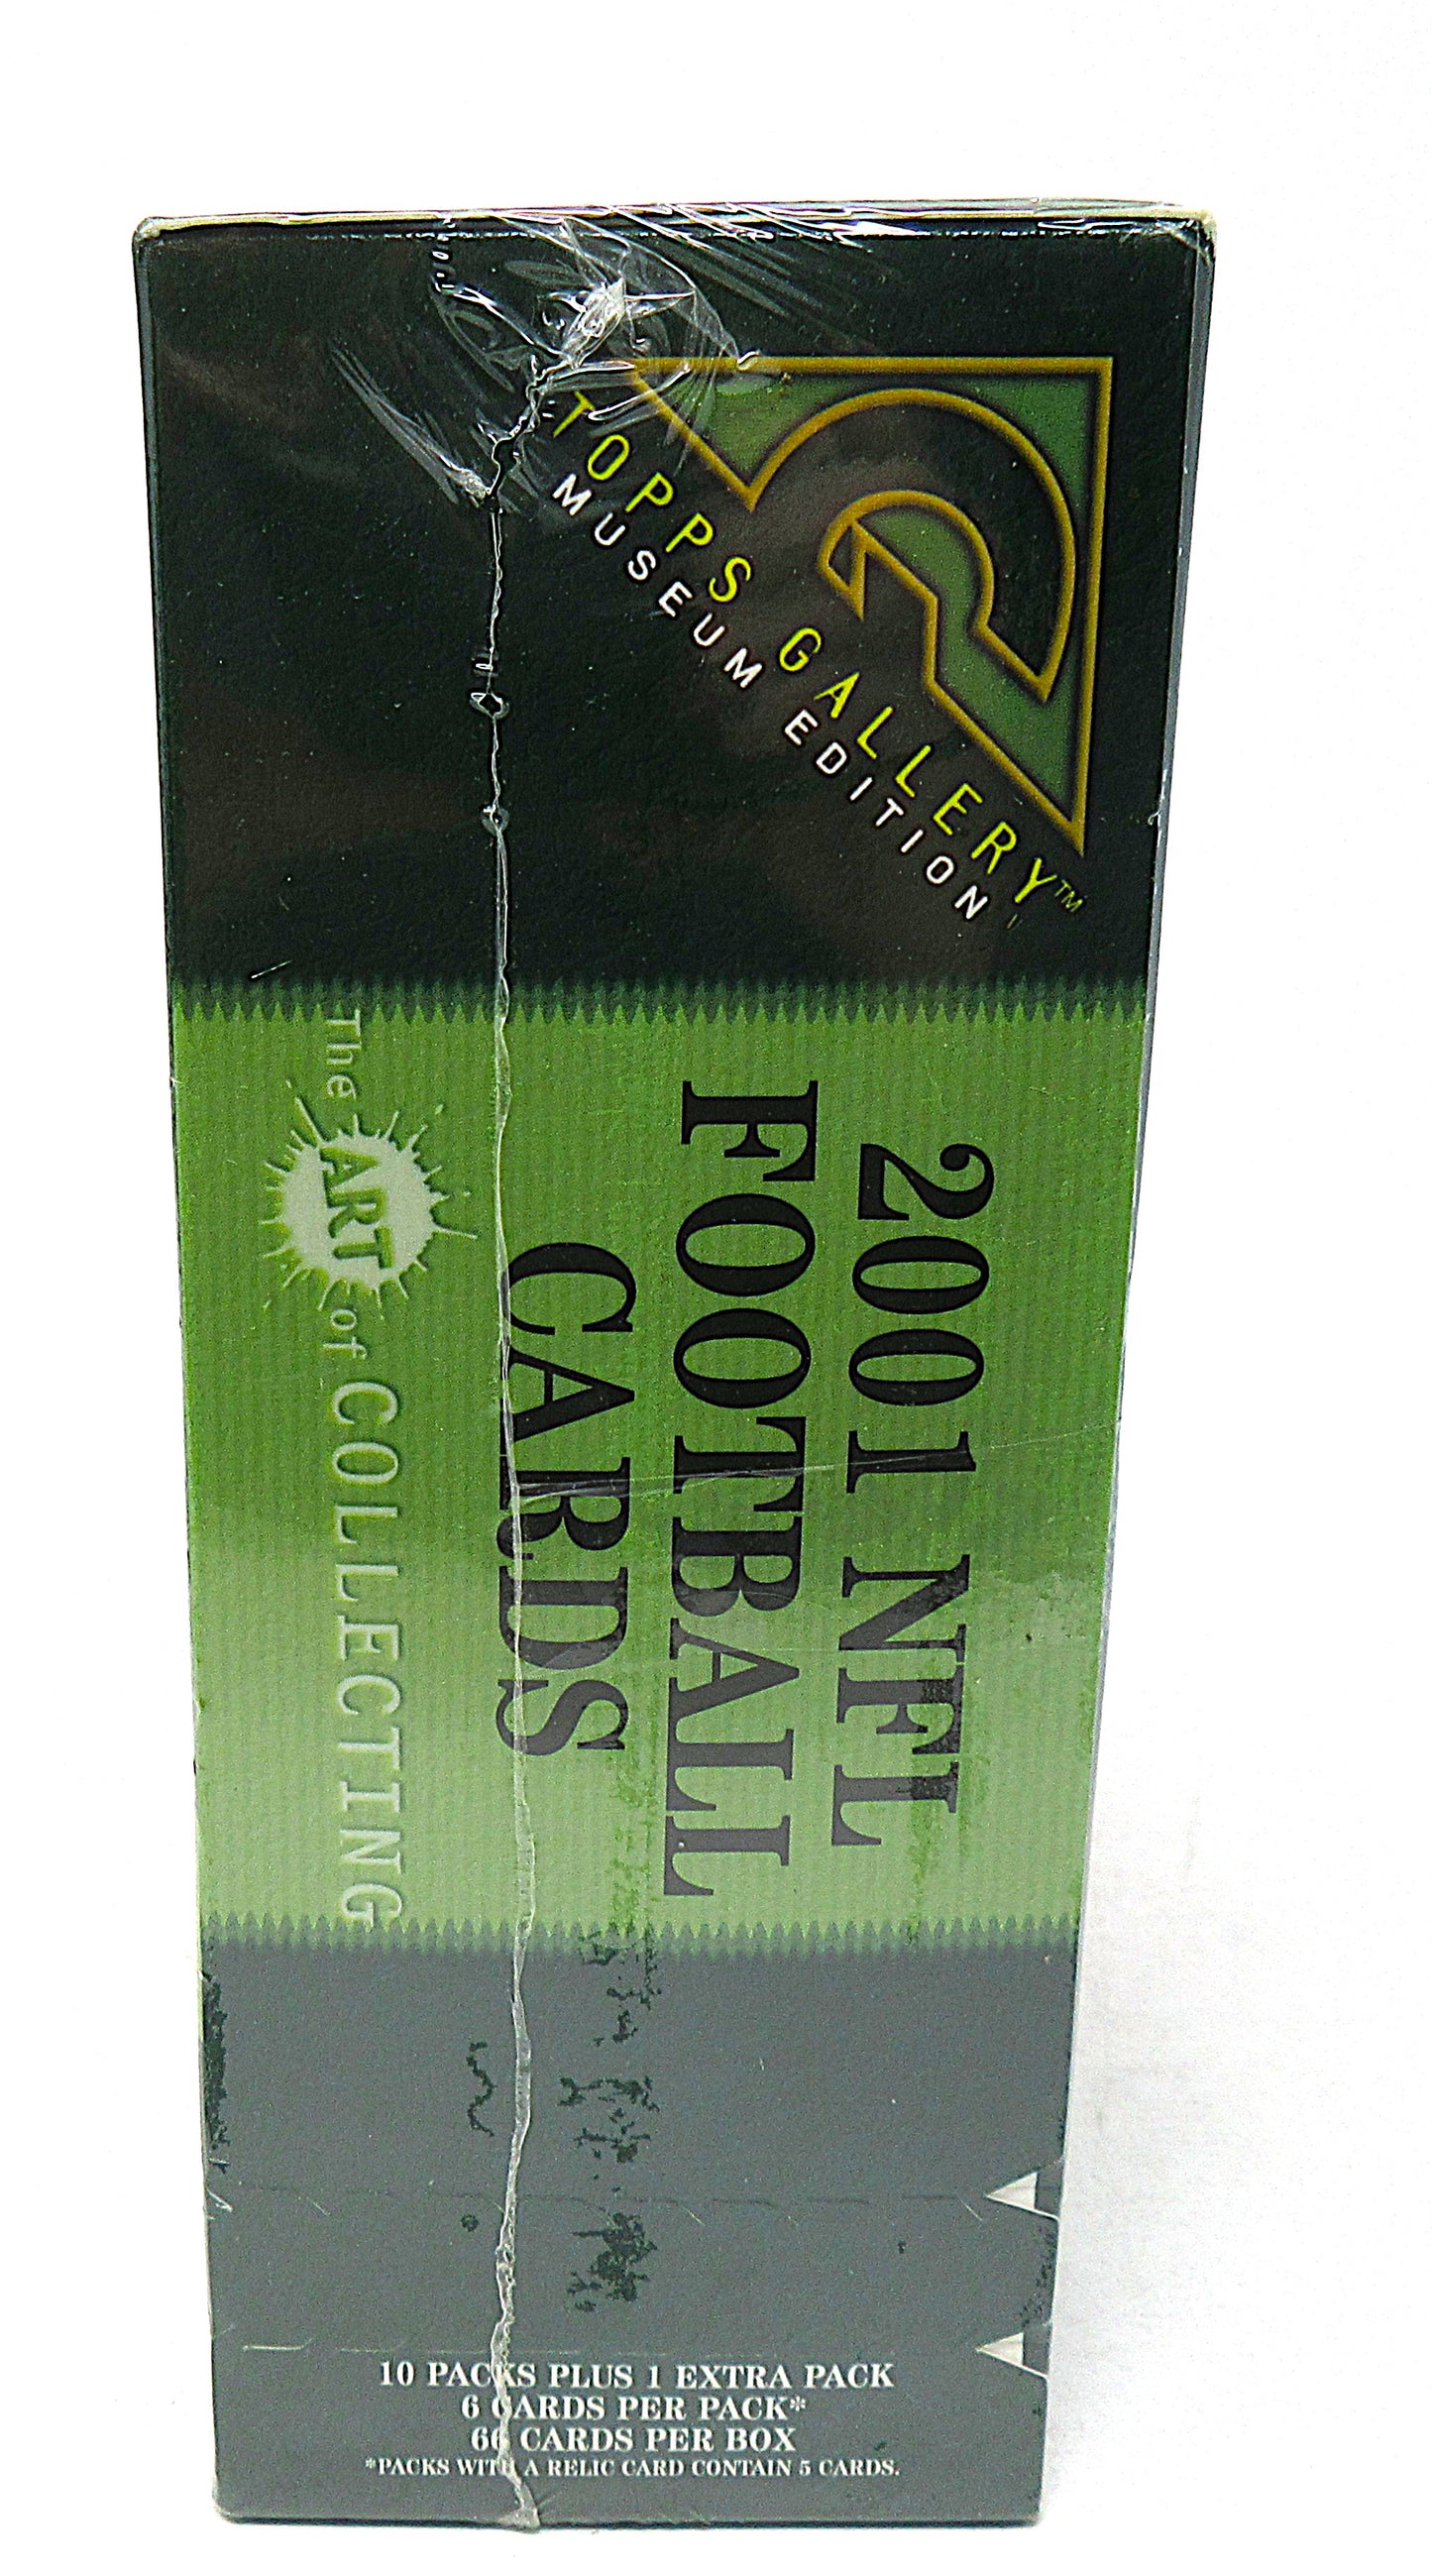 TOPPS GALLERY™
MUSEUM EDITION
2001 NFL
FOOTBALL
CARDS
The ART of COLLECTING
10 PACKS PLUS 1 EXTRA PACK
6 CARDS PER PACK*
66 CARDS PER BOX
*PACKS WITH A RELIC CARD CONTAIN 5 CARDS.